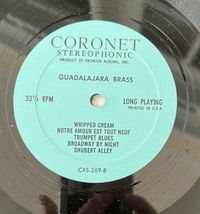 CORONET
STEREOPHONIC
PRODUCT OF PREMIER ALBUMS, INC.
GUADALAJARA BRASS
33⅓ RPM
LONG PLAYING
PRINTED IN U.S.A.
WHIPPED CREAM
NOTRE AMOUR EST TOUT NEUF
TRUMPET BLUES
BROADWAY BY NIGHT
SHUBERT ALLEY
CXS-269-B